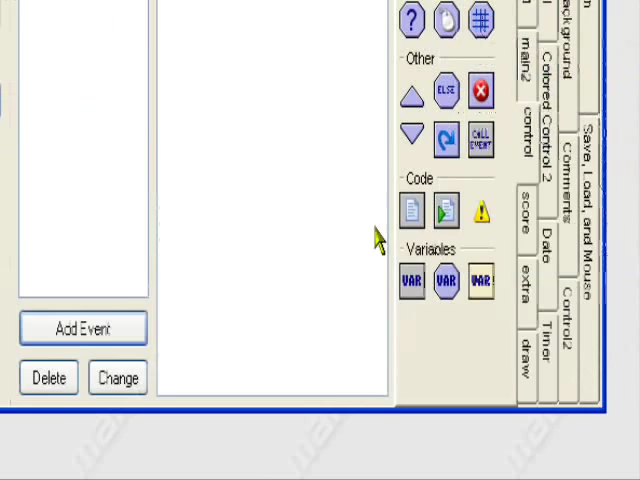 ?
Other
ELSE
CALL
EVENT
Code
Variables
VAR
VAR
VAR
Add Event
Delete
Change
main2
control
score
extra
draw
Colored Control 2
Date
Timer
Comments
Control2
Save, Load, and Mouse